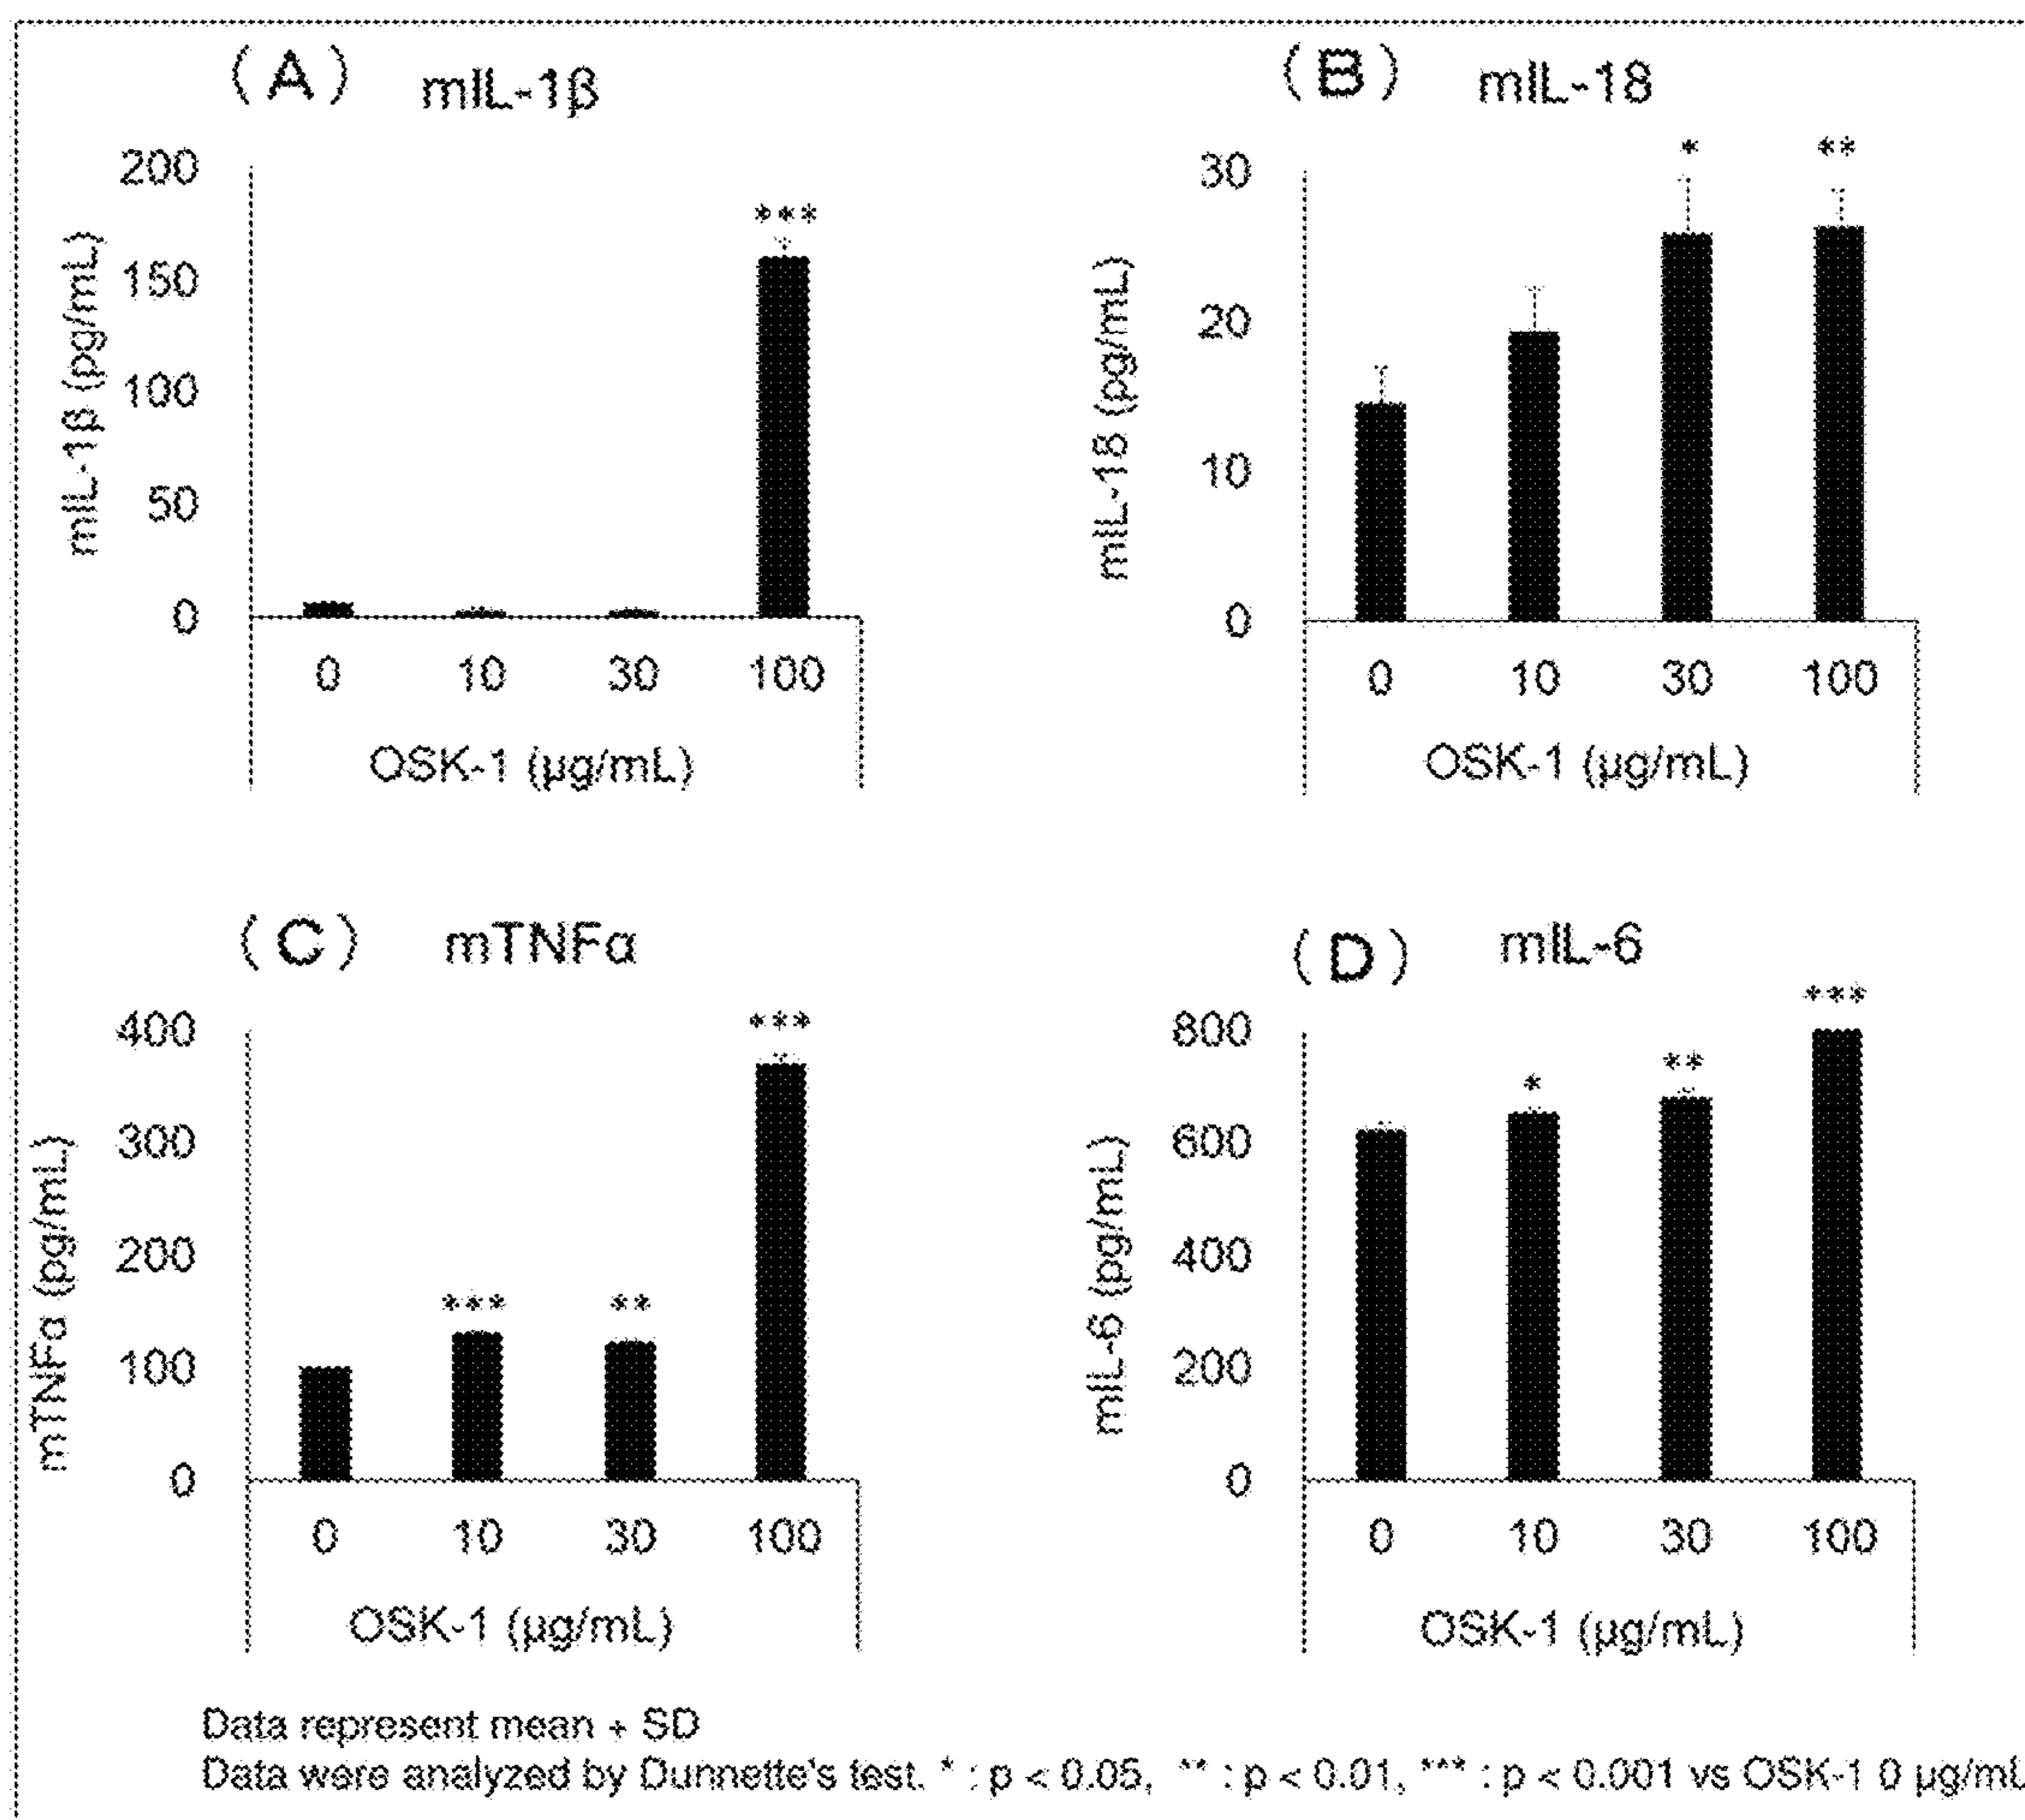 (A) mIL-1β
***
200
150
100
50
0
mIL-1β (pg/mL)
0 10 30 100
OSK-1 (µg/mL)
(B) mIL-18
* **
30
20
10
0
mIL-18 (pg/mL)
0 10 30 100
OSK-1 (µg/mL)
(C) mTNFα
***
400
300
200
*** **
100
0
mTNFα (pg/mL)
0 10 30 100
OSK-1 (µg/mL)
(D) mIL-6
***
800
**
*
600
400
200
0
mIL-6 (pg/mL)
0 10 30 100
OSK-1 (µg/mL)
Data represent mean + SD
Data were analyzed by Dunnette's test. * : p < 0.05, ** : p < 0.01, *** : p < 0.001 vs OSK-1 0 µg/mL